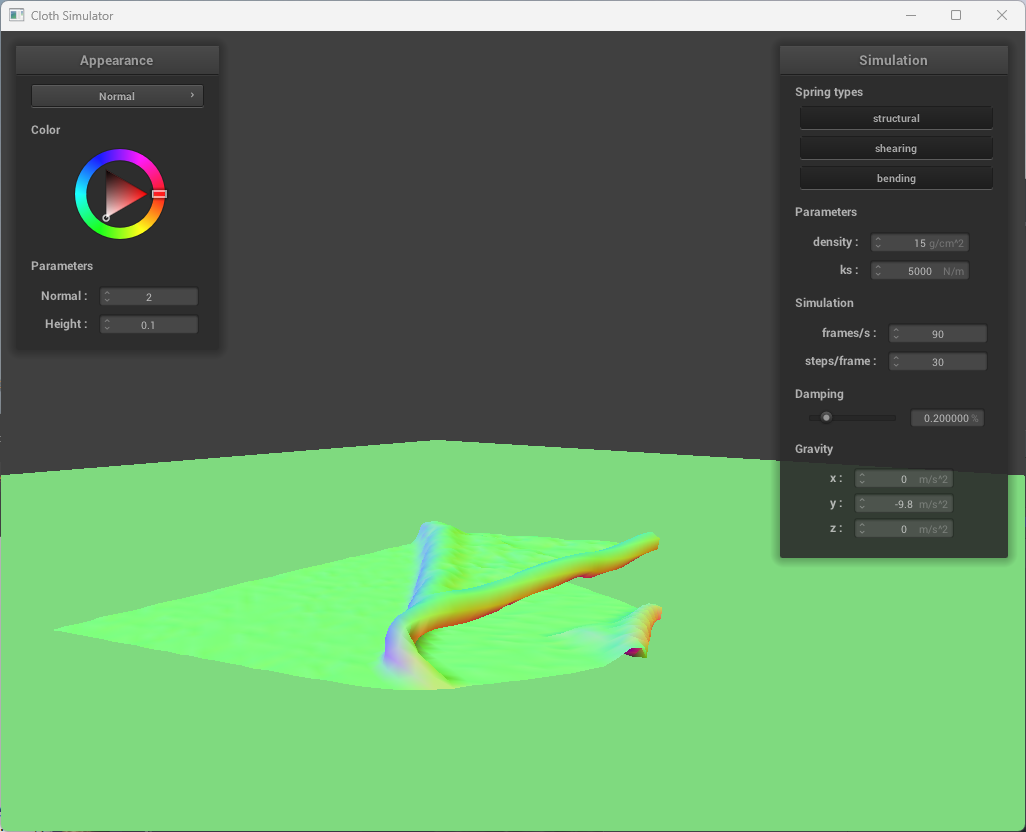 Cloth Simulator
Appearance
Normal
Color
Parameters
Normal : 2
Height : 0.1
Simulation
Spring types
structural
shearing
bending
Parameters
density : 15 g/cm^2
ks : 5000 N/m
Simulation
frames/s : 90
steps/frame : 30
Damping
0.200000 %
Gravity
x : 0 m/s^2
y : -9.8 m/s^2
z : 0 m/s^2